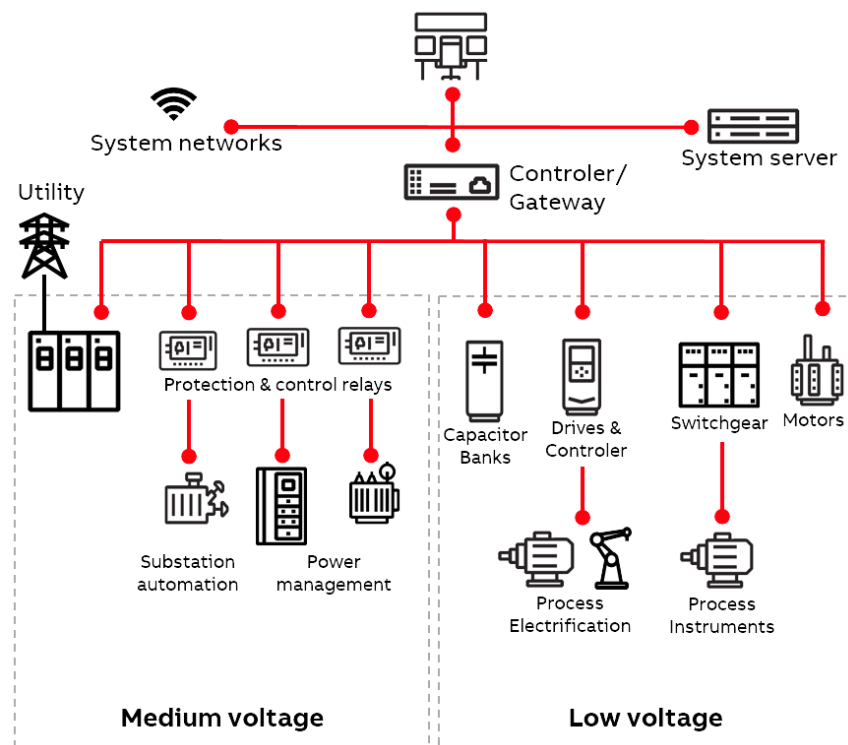 System networks
System server
Controler/
Gateway
Utility
Protection & control relays
Capacitor
Banks
Drives &
Controler
Switchgear
Motors
Substation
automation
Power
management
Process
Electrification
Process
Instruments
Medium voltage
Low voltage